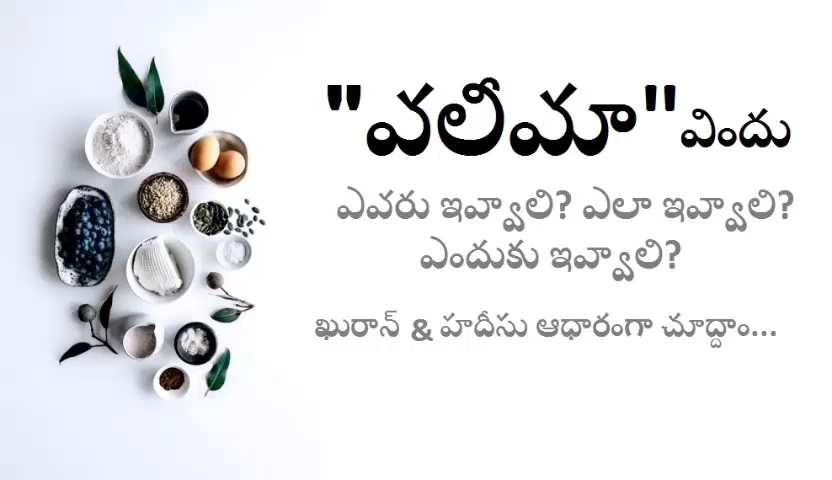 "వలీమా"విందు
ఎవరు ఇవ్వాలి? ఎలా ఇవ్వాలి?
ఎందుకు ఇవ్వాలి?
ఖురాన్ & హదీసు ఆధారంగా చూద్దాం...